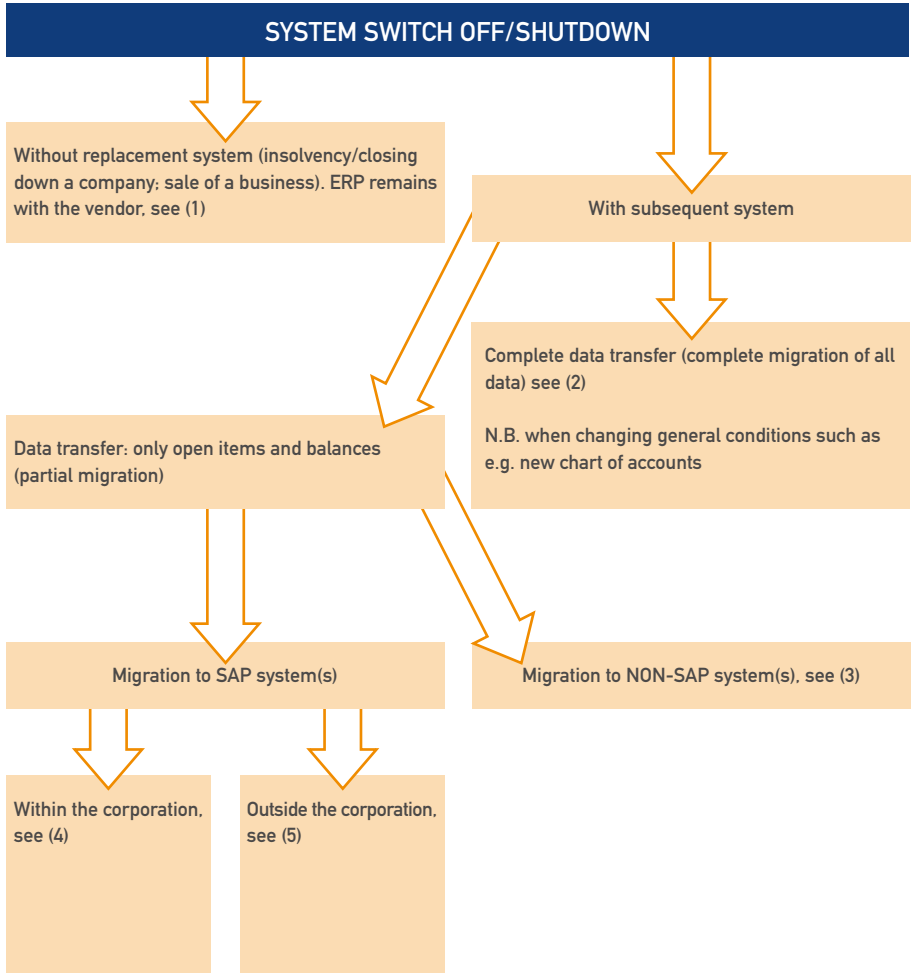 SYSTEM SWITCH OFF/SHUTDOWN
Without replacement system (insolvency/closing
down a company; sale of a business). ERP remains
with the vendor, see (1)
With subsequent system
Complete data transfer (complete migration of all
data) see (2)
N.B. when changing general conditions such as
e.g. new chart of accounts
Data transfer: only open items and balances
(partial migration)
Migration to SAP system(s)
Migration to NON-SAP system(s), see (3)
Within the corporation,
see (4)
Outside the corporation,
see (5)